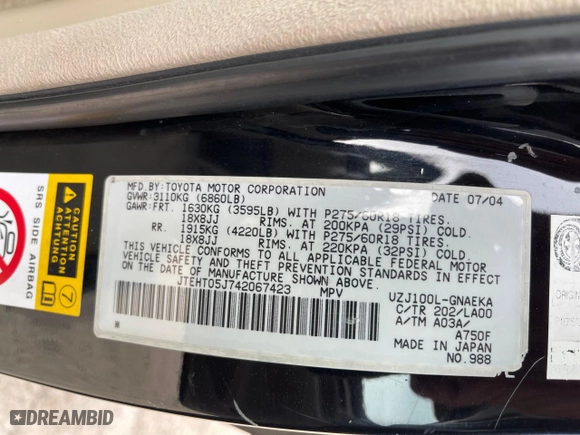 MFD.BY:TOYOTA MOTOR CORPORATION DATE 07/04
GVWR:3110KG (6860LB)
GAWR:FRT. 1630KG (3595LB) WITH P275/60R18 TIRES.
18X8JJ RIMS. AT 200KPA (29PSI) COLD.
RR. 1915KG (4220LB) WITH P275/60R18 TIRES.
18X8JJ RIMS. AT 220KPA (32PSI) COLD.
THIS VEHICLE CONFORMS TO ALL APPLICABLE FEDERAL MOTOR
VEHICLE SAFETY AND THEFT PREVENTION STANDARDS IN EFFECT
ON THE DATE OF MANUFACTURE SHOWN ABOVE.
JTEHT05J742067423 MPV UZJ100L-GNAEKA
C/TR 202/LA00
A/TM A03A/
A750F
MADE IN JAPAN
NO.988
SRS SIDE AIRBAG
7
DREAMBID